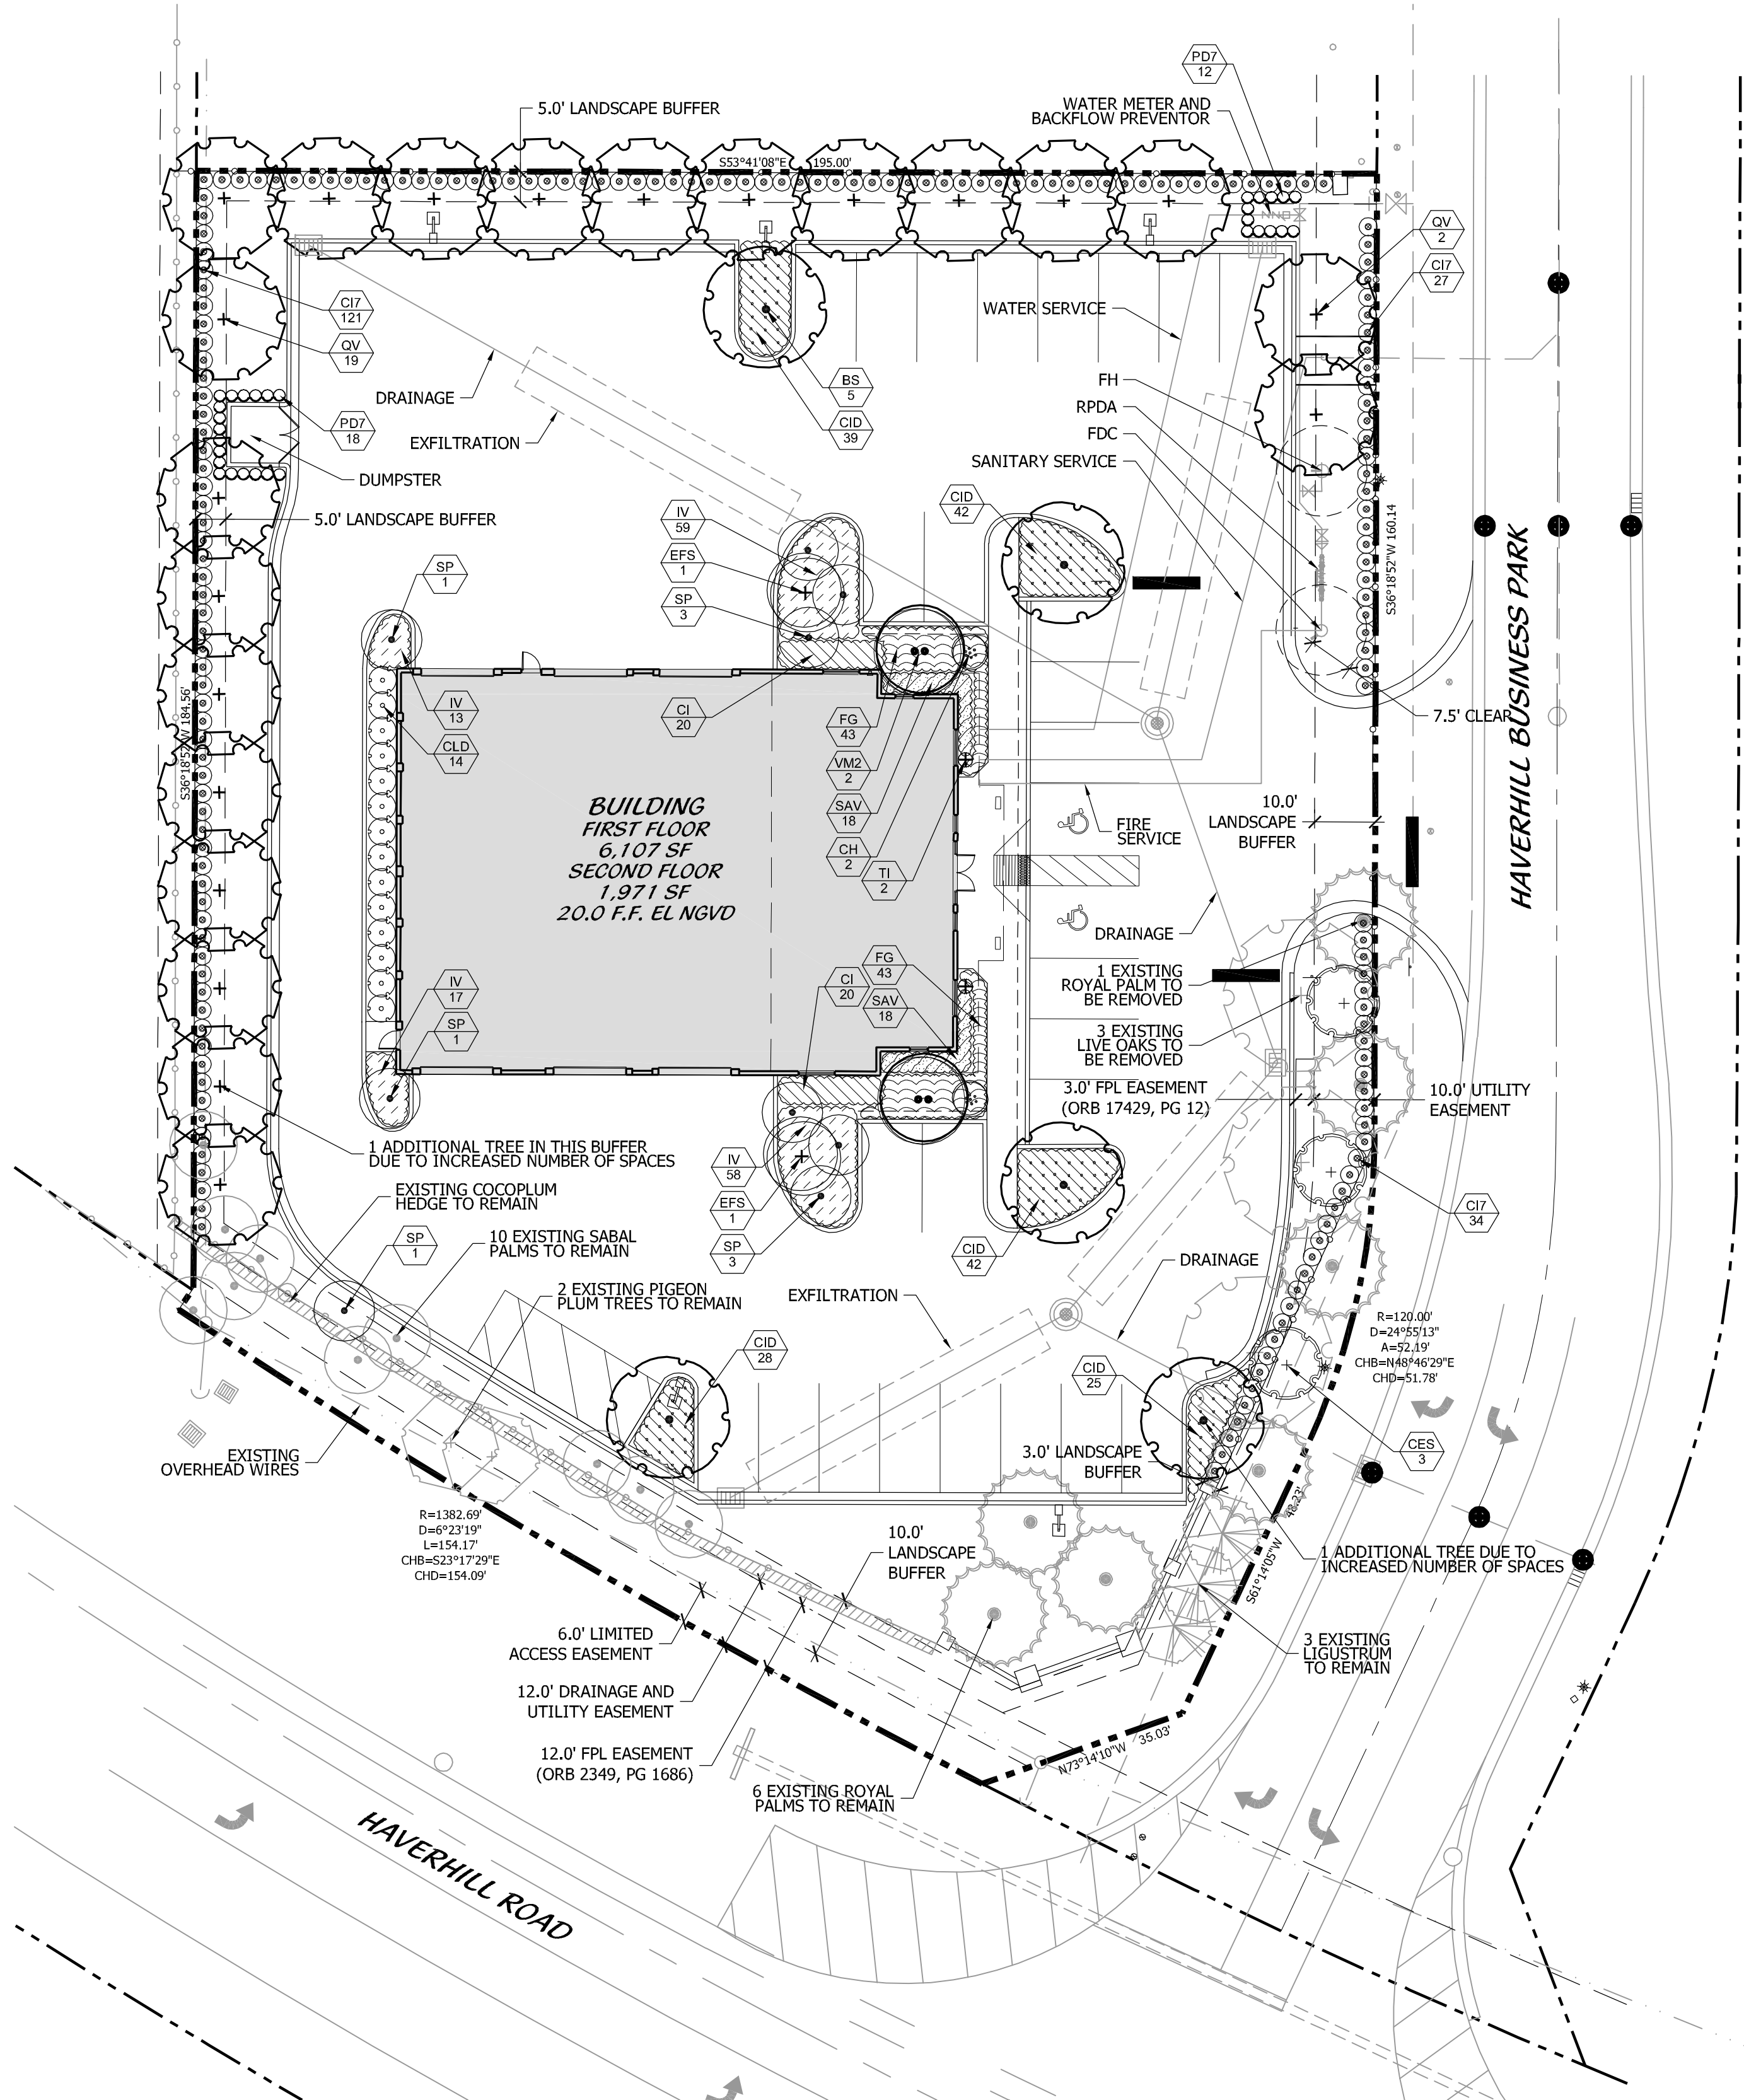 PD7
12
5.0' LANDSCAPE BUFFER
WATER METER AND
BACKFLOW PREVENTOR
S53°41'08"E
195.00'
QV
2
CI7
27
CI7
121
QV
19
WATER SERVICE
DRAINAGE
BS
5
FH
RPDA
PD7
18
EXFILTRATION
CID
39
FDC
SANITARY SERVICE
DUMPSTER
CID
42
IV
59
5.0' LANDSCAPE BUFFER
EFS
1
SP
1
SP
3
S36°18'52"W 160.14
HAVERHILL BUSINESS PARK
S36°18'52"W 184.56'
IV
13
CI
20
CLD
14
FG
43
7.5' CLEAR
VM2
2
BUILDING
FIRST FLOOR
6,107 SF
SECOND FLOOR
1,971 SF
20.0 F.F. EL NGVD
SAV
18
CH
2
TI
2
10.0'
LANDSCAPE
BUFFER
FIRE
SERVICE
DRAINAGE
FG
43
CI
20
SAV
18
IV
17
SP
1
1 EXISTING
ROYAL PALM TO
BE REMOVED
3 EXISTING
LIVE OAKS TO
BE REMOVED
3.0' FPL EASEMENT
(ORB 17429, PG 12)
10.0' UTILITY
EASEMENT
1 ADDITIONAL TREE IN THIS BUFFER
DUE TO INCREASED NUMBER OF SPACES
IV
58
EXISTING COCOPLUM
HEDGE TO REMAIN
EFS
1
CI7
34
SP
1
10 EXISTING SABAL
PALMS TO REMAIN
SP
3
CID
42
DRAINAGE
2 EXISTING PIGEON
PLUM TREES TO REMAIN
EXFILTRATION
R=120.00'
D=24°55'13"
A=52.19'
CHB=N48°46'29"E
CHD=51.78'
CID
28
CID
25
EXISTING
OVERHEAD WIRES
3.0' LANDSCAPE
BUFFER
CES
3
R=1382.69'
D=6°23'19"
L=154.17'
CHB=S23°17'29"E
CHD=154.09'
10.0'
LANDSCAPE
BUFFER
S61°14'05"W
48.23'
1 ADDITIONAL TREE DUE TO
INCREASED NUMBER OF SPACES
6.0' LIMITED
ACCESS EASEMENT
3 EXISTING
LIGUSTRUM
TO REMAIN
12.0' DRAINAGE AND
UTILITY EASEMENT
12.0' FPL EASEMENT
(ORB 2349, PG 1686)
N73°14'10"W
35.03'
6 EXISTING ROYAL
PALMS TO REMAIN
HAVERHILL ROAD